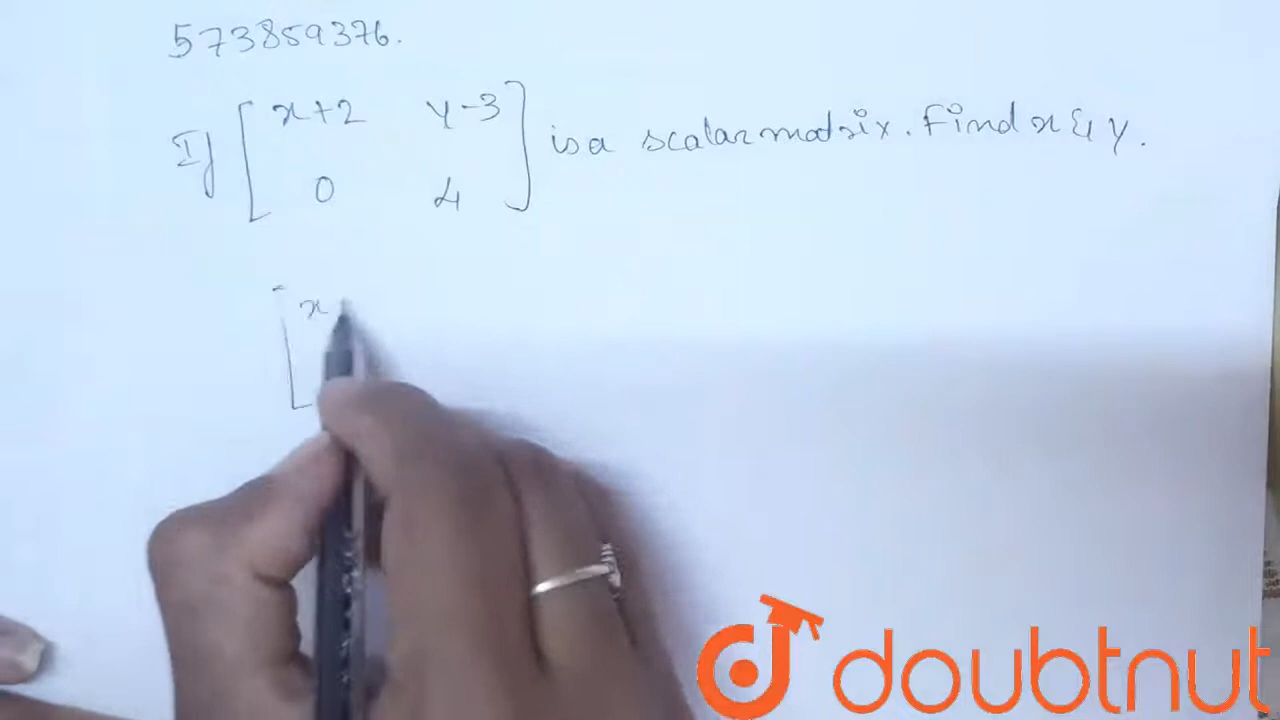 573859376.
If [ x+2 y-3
0 4 ] is a scalar matrix. Find x & y.
[ x
doubtnut